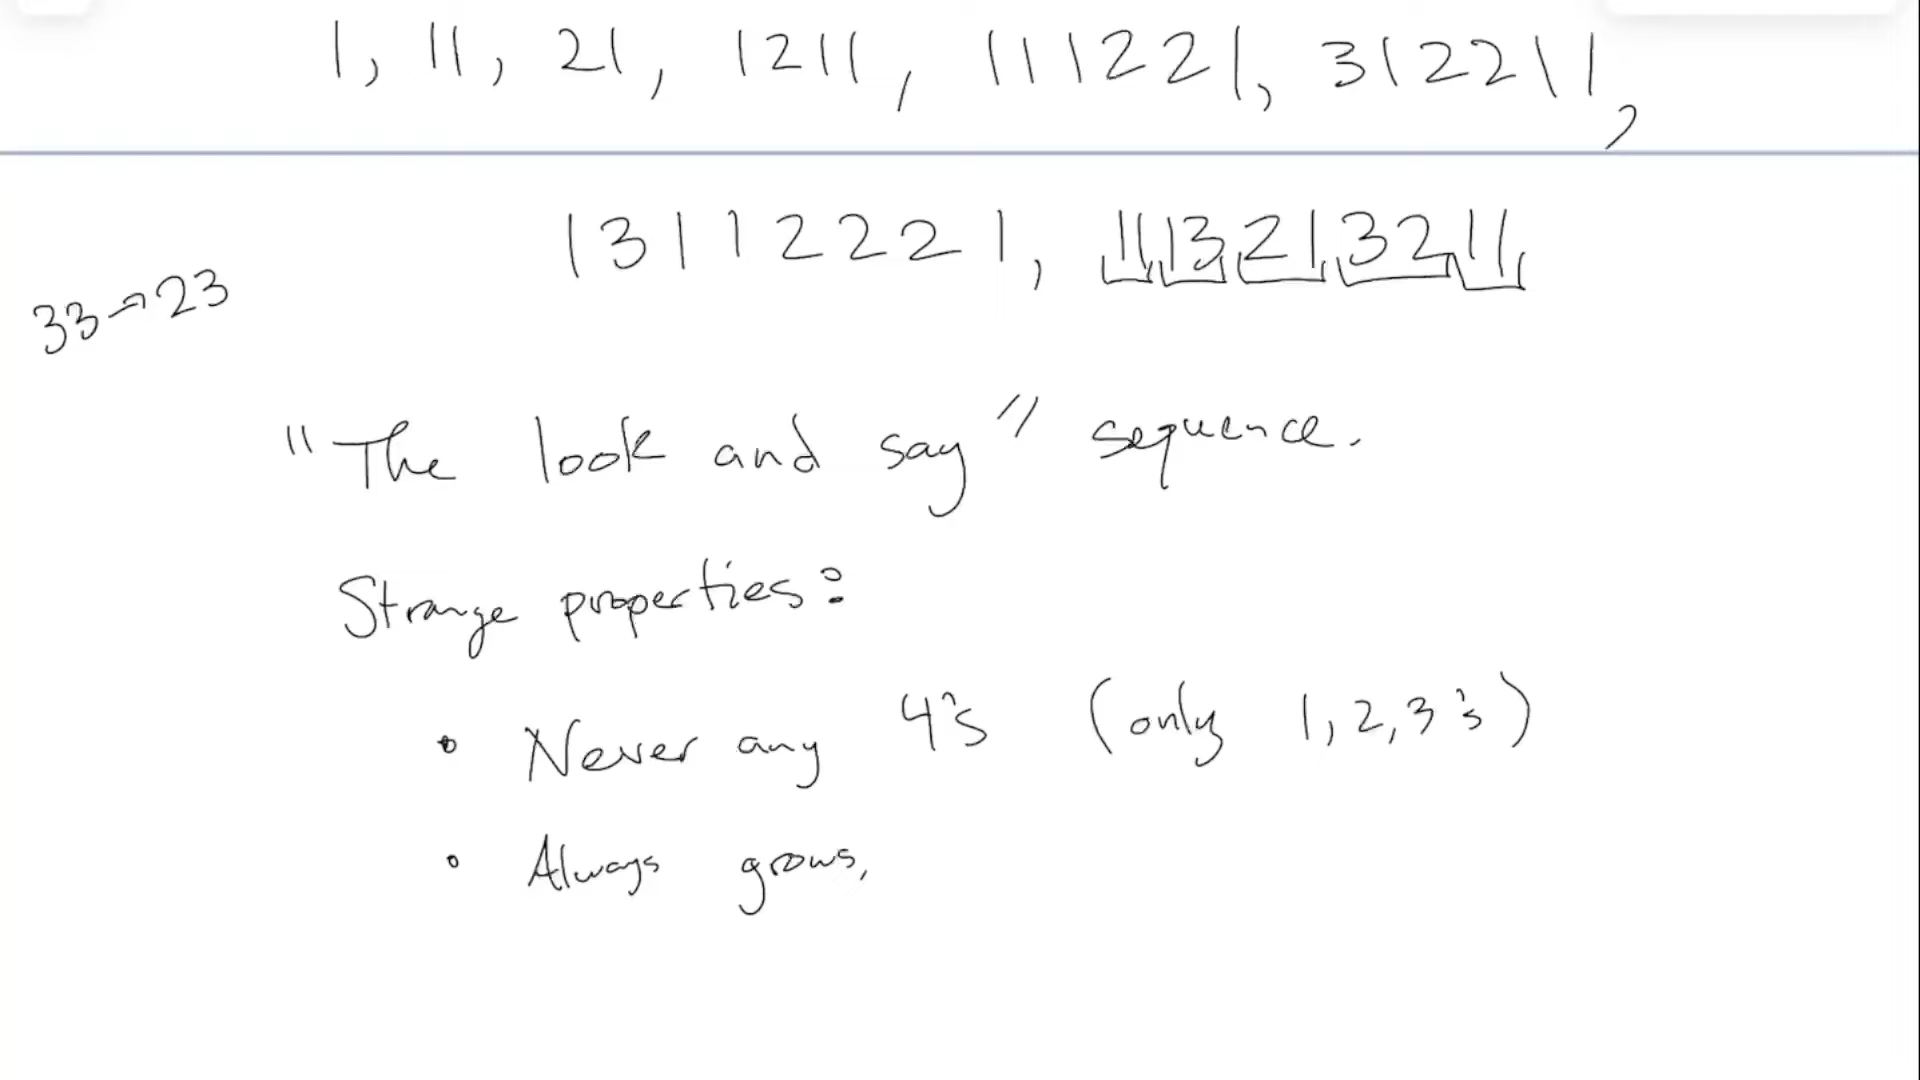 1, 11, 21, 1211, 111221, 312211,
13112221, 1113213211,
33→23
"The look and say" sequence.
Strange properties:
• Never any 4's (only 1,2,3's)
• Always grows,